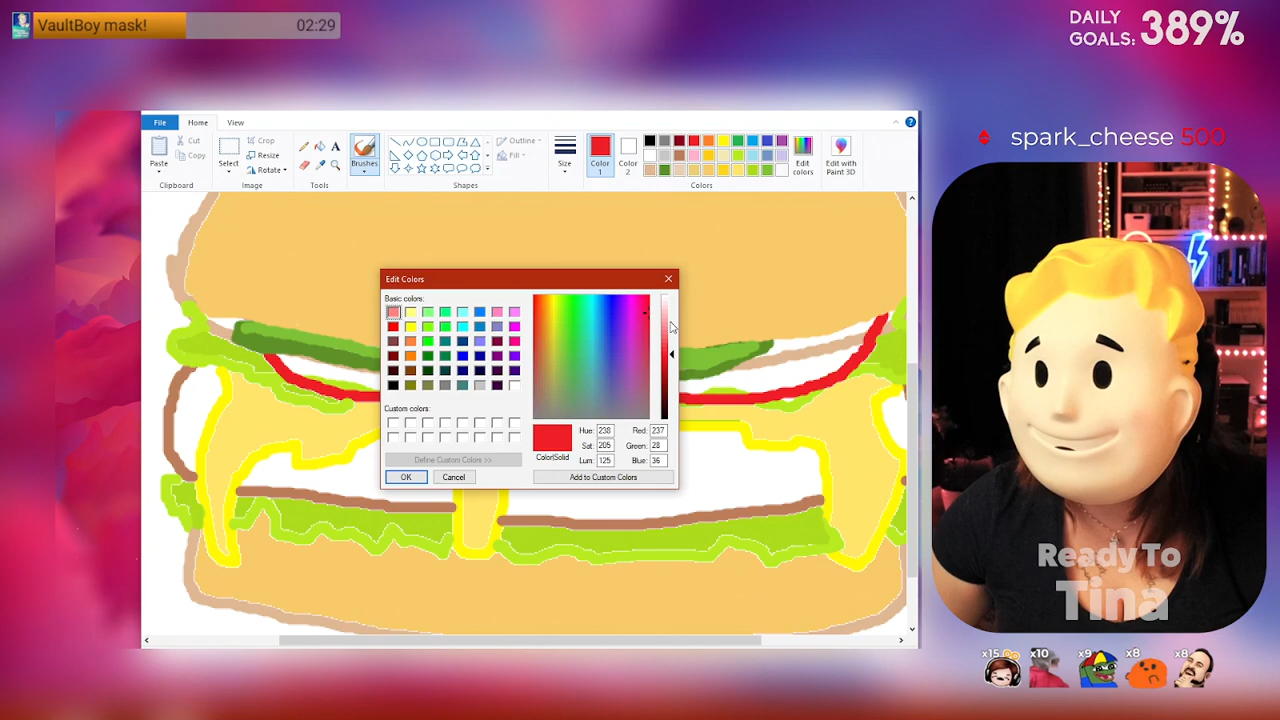 VaultBoy mask!
02:29
DAILY
GOALS: 389%
File
Home
View
Paste
Cut
Copy
Clipboard
Select
Crop
Resize
Rotate
Image
A
Tools
Brushes
Outline
Fill
Shapes
Size
Color
1
Color
2
Edit
colors
Colors
Edit with
Paint 3D
spark_cheese 500
Edit Colors
Basic colors:
Custom colors:
Define Custom Colors >>
OK
Cancel
Color|Solid
Hue: 238
Sat: 205
Lum: 125
Red: 237
Green: 28
Blue: 36
Add to Custom Colors
Ready To
Tina
x15
x10
x9
x8
x8